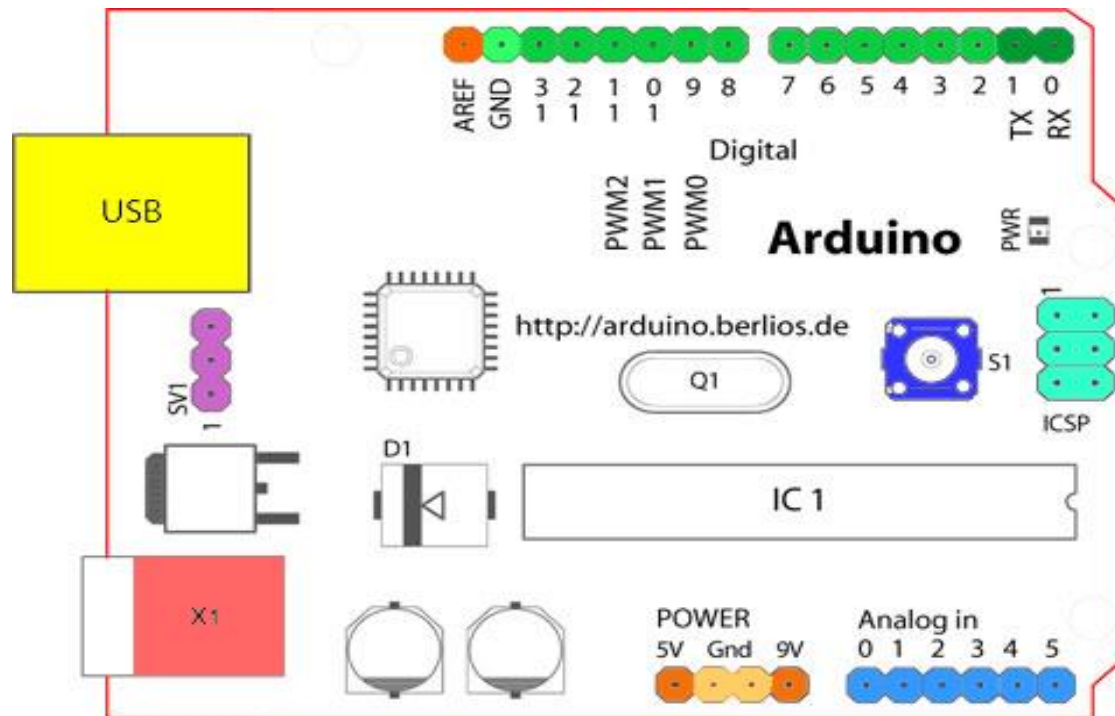 AREF GND 13 12 11 10 9 8 7 6 5 4 3 2 1 0
TX RX
Digital
PWM2 PWM1 PWM0
USB
Arduino
PWR
1
http://arduino.berlios.de
Q1
S1
ICSP
SV1
1
D1
IC 1
X1
POWER
5V Gnd 9V
Analog in
0 1 2 3 4 5